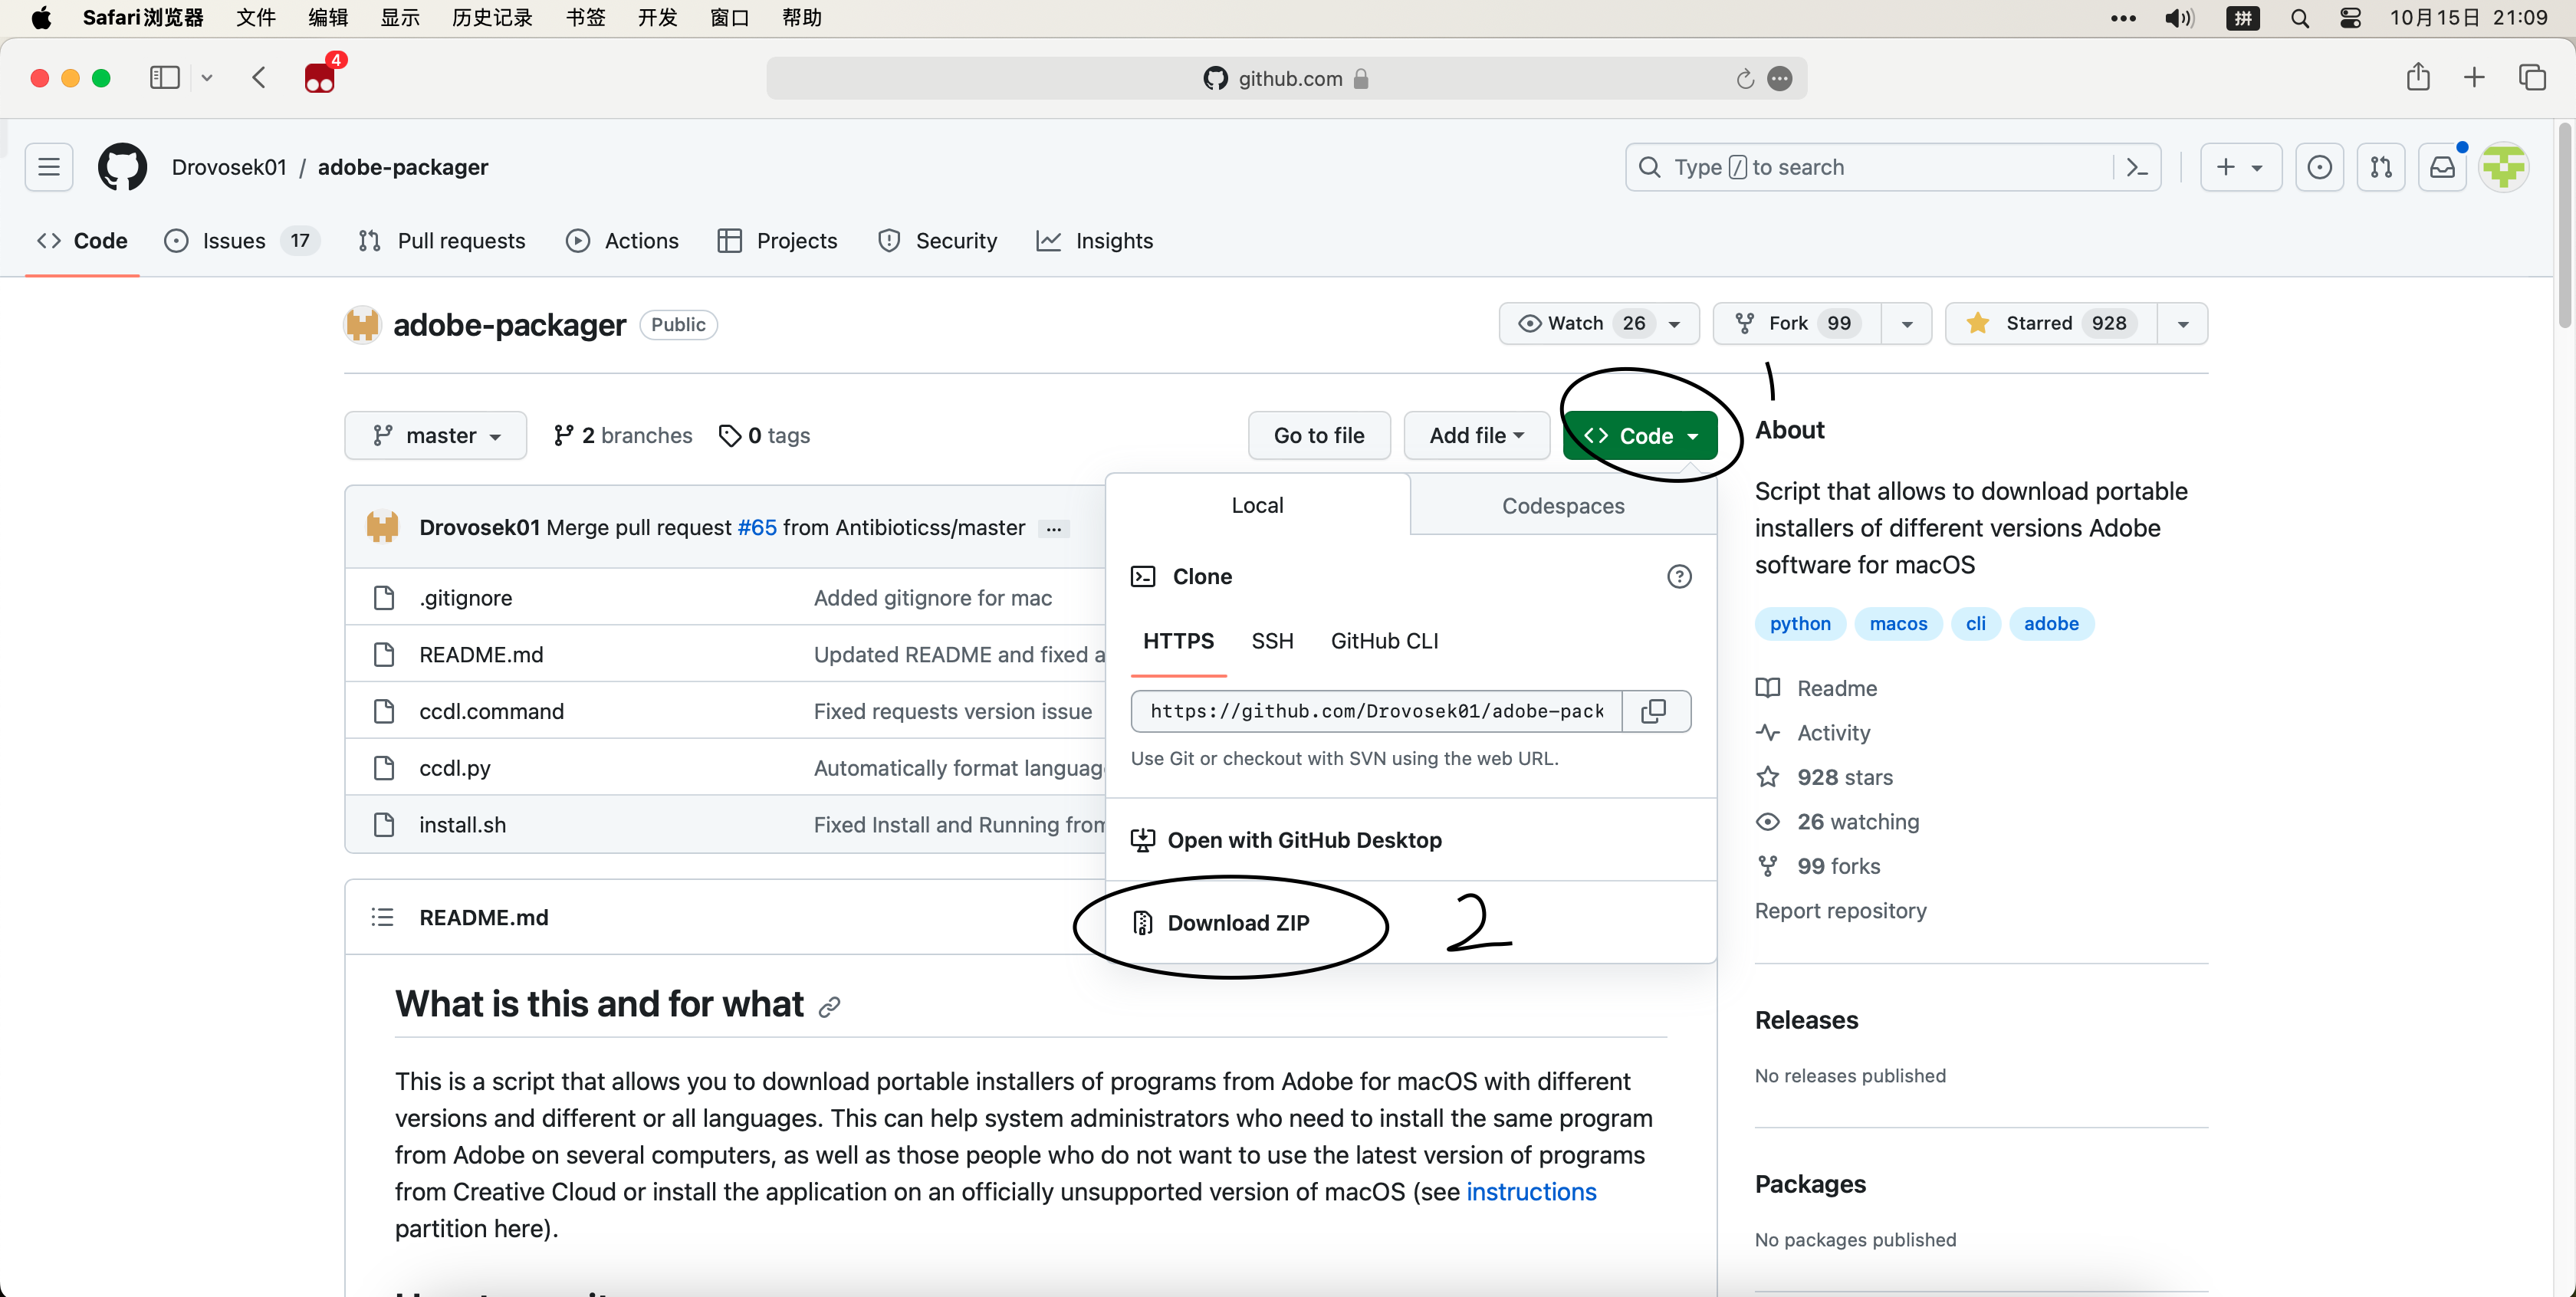 Safari浏览器 文件 编辑 显示 历史记录 书签 开发 窗口 帮助 拼 10月15日 21:09
4
github.com
Drovosek01 / adobe-packager
Type / to search
Code Issues 17 Pull requests Actions Projects Security Insights
adobe-packager Public
Watch 26 Fork 99 Starred 928
1
master 2 branches 0 tags Go to file Add file Code
About
Script that allows to download portable
installers of different versions Adobe
software for macOS
python macos cli adobe
Readme
Activity
928 stars
26 watching
99 forks
Report repository
Releases
No releases published
Packages
No packages published
Local Codespaces
Clone
HTTPS SSH GitHub CLI
https://github.com/Drovosek01/adobe-pack
Use Git or checkout with SVN using the web URL.
Open with GitHub Desktop
Download ZIP 2
Drovosek01 Merge pull request #65 from Antibioticss/master ...
.gitignore Added gitignore for mac
README.md Updated README and fixed a
ccdl.command Fixed requests version issue
ccdl.py Automatically format languag
install.sh Fixed Install and Running from
README.md
What is this and for what
This is a script that allows you to download portable installers of programs from Adobe for macOS with different
versions and different or all languages. This can help system administrators who need to install the same program
from Adobe on several computers, as well as those people who do not want to use the latest version of programs
from Creative Cloud or install the application on an officially unsupported version of macOS (see instructions
partition here).